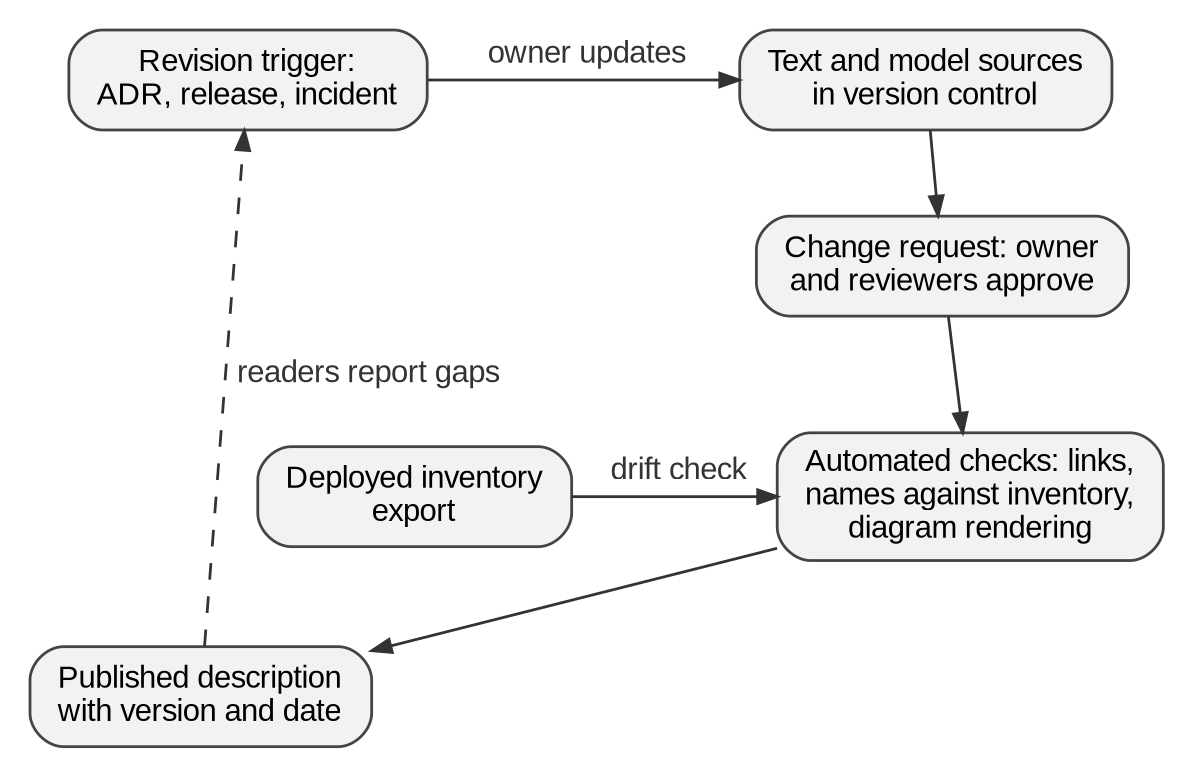 Revision trigger:
ADR, release, incident
owner updates
Text and model sources
in version control
Change request: owner
and reviewers approve
readers report gaps
Deployed inventory
export
drift check
Automated checks: links,
names against inventory,
diagram rendering
Published description
with version and date